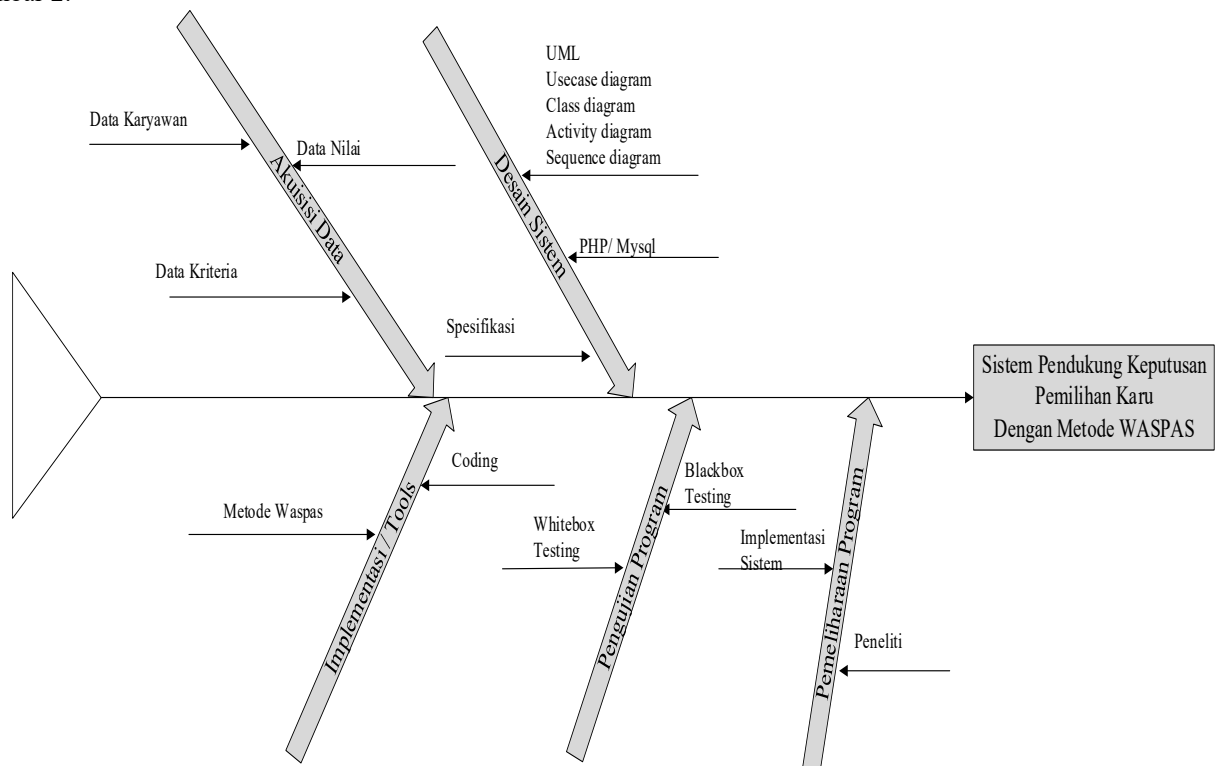 UML
Usecase diagram
Class diagram
Activity diagram
Sequence diagram
Data Karyawan
Data Nilai
Akuisisi Data
Desain Sistem
PHP/ Mysql
Data Kriteria
Spesifikasi
Sistem Pendukung Keputusan
Pemilihan Karu
Dengan Metode WASPAS
Coding
Metode Waspas
Implementasi / Tools
Blackbox
Testing
Whitebox
Testing
Pengujian Program
Implementasi
Sistem
Peneliti
Pemeliharaan Program